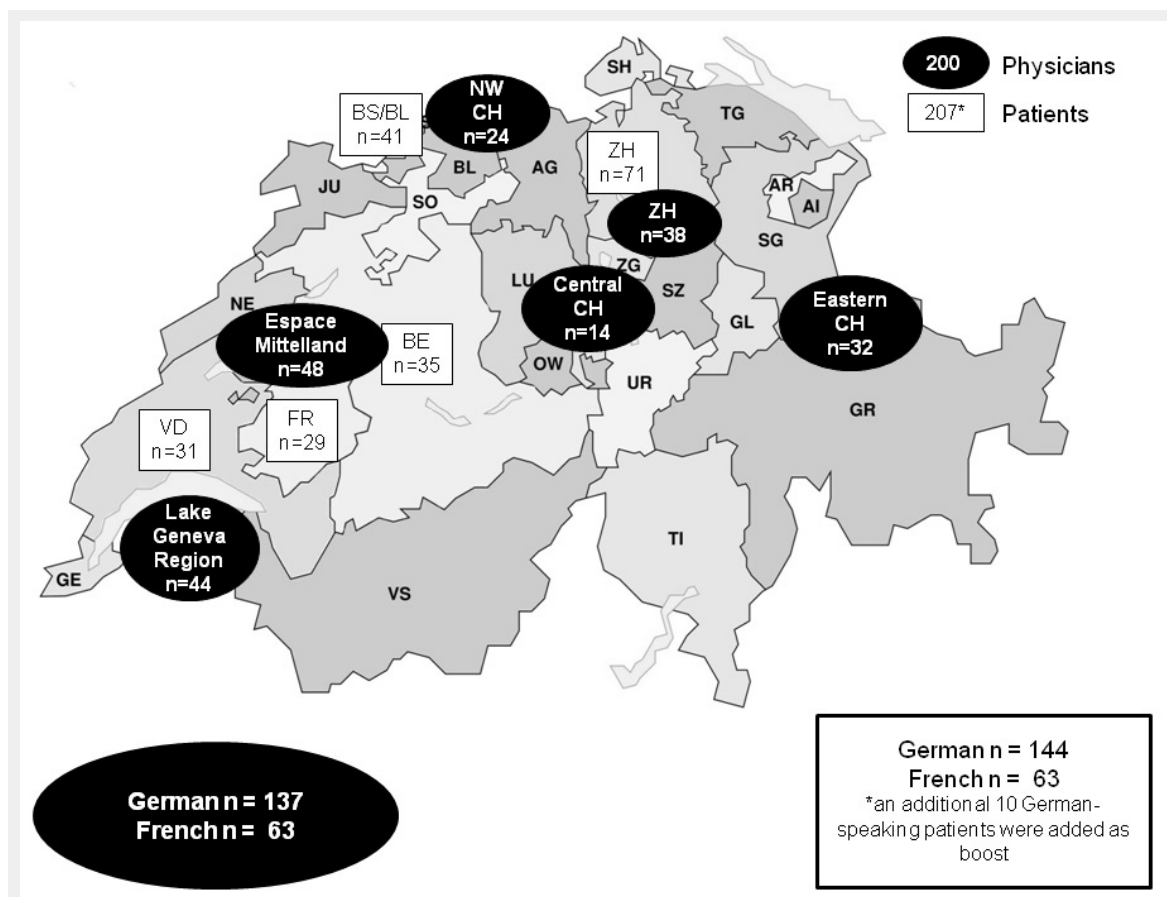 200 Physicians
207* Patients
SH
NW
CH
n=24
BS/BL
n=41
TG
ZH
n=71
BL
AG
JU
SO
AR
AI
ZH
n=38
SG
ZG
LU
Central
CH
n=14
SZ
NE
GL
Eastern
CH
n=32
Espace
Mittelland
n=48
BE
n=35
OW
UR
GR
VD
n=31
FR
n=29
Lake
Geneva
Region
n=44
GE
VS
TI
German n = 137
French n = 63
German n = 144
French n = 63
*an additional 10 German-
speaking patients were added as
boost